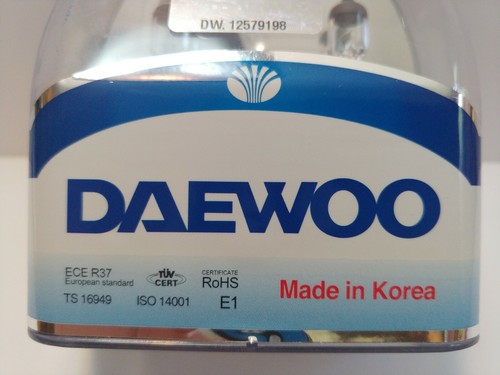 DW. 12579198
DAEWOO
ECE R37
European standard
TÜV
CERT
CERTIFICATE
RoHS
TS 16949
ISO 14001
E1
Made in Korea